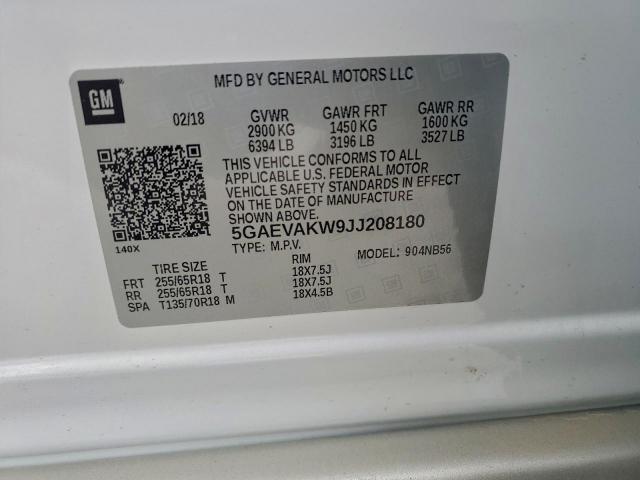 GM
MFD BY GENERAL MOTORS LLC
02/18 GVWR GAWR FRT GAWR RR
2900 KG 1450 KG 1600 KG
6394 LB 3196 LB 3527 LB
THIS VEHICLE CONFORMS TO ALL
APPLICABLE U.S. FEDERAL MOTOR
VEHICLE SAFETY STANDARDS IN EFFECT
ON THE DATE OF MANUFACTURE
SHOWN ABOVE.
140X
5GAEVAKW9JJ208180
TYPE: M.P.V. MODEL: 904NB56
TIRE SIZE RIM
FRT 255/65R18 T 18X7.5J
RR 255/65R18 T 18X7.5J
SPA T135/70R18 M 18X4.5B